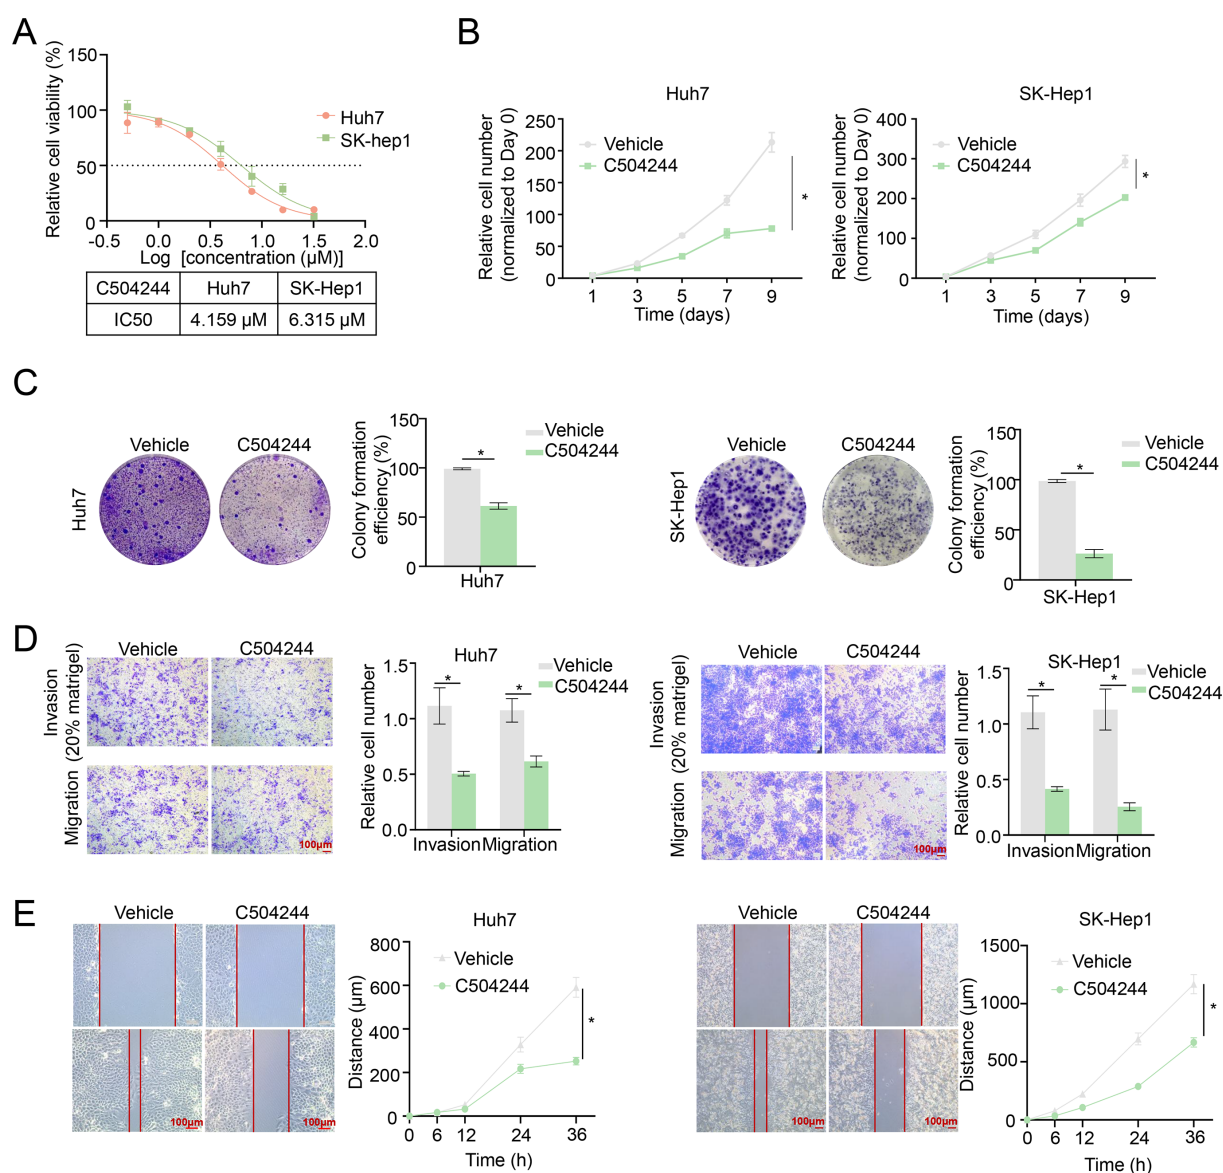 A
Relative cell viability (%)
150
100
50
0
-0.5
0.0
0.5
1.0
1.5
2.0
Log [concentration (µM)]
Huh7
SK-hep1
C504244
Huh7
SK-Hep1
IC50
4.159 µM
6.315 µM
B
Huh7
Relative cell number
(normalized to Day 0)
250
200
150
100
50
0
Vehicle
C504244
*
1
3
5
7
9
Time (days)
SK-Hep1
Relative cell number
(normalized to Day 0)
400
300
200
100
0
Vehicle
C504244
*
1
3
5
7
9
Time (days)
C
Vehicle
C504244
Huh7
Colony formation
efficiency (%)
150
100
50
0
*
Vehicle
C504244
Huh7
Vehicle
C504244
SK-Hep1
Colony formation
efficiency (%)
150
100
50
0
*
Vehicle
C504244
SK-Hep1
D
Vehicle
C504244
Invasion
(20% matrigel)
Migration
100µm
Huh7
Relative cell number
1.5
1.0
0.5
0.0
*
*
Vehicle
C504244
Invasion
Migration
Vehicle
C504244
Invasion
(20% matrigel)
Migration
100µm
SK-Hep1
Relative cell number
1.5
1.0
0.5
0.0
*
*
Vehicle
C504244
Invasion
Migration
E
Vehicle
C504244
100µm
100µm
Huh7
Distance (µm)
800
600
400
200
0
Vehicle
C504244
*
0
6
12
24
36
Time (h)
Vehicle
C504244
100µm
100µm
SK-Hep1
Distance (µm)
1500
1000
500
0
Vehicle
C504244
*
0
6
12
24
36
Time (h)